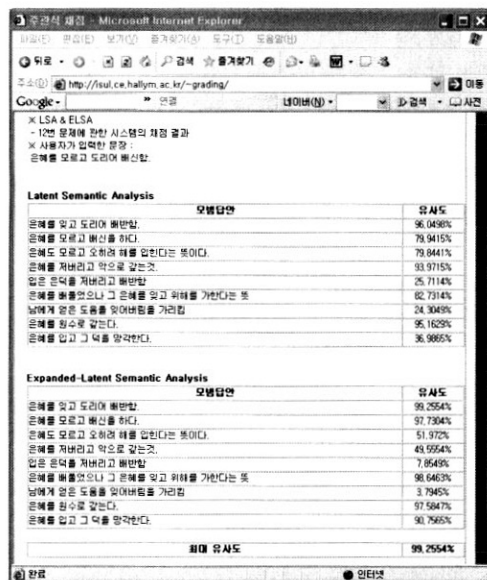 주관식 채점 - Microsoft Internet Explorer
파일(F) 편집(E) 보기(V) 즐겨찾기(A) 도구(T) 도움말(H)
뒤로 검색 즐겨찾기
주소(D) http://isul.ce.hallym.ac.kr/~grading/ 이동
Google - » 연결 네이버(N) - 검색 - 사전
※ LSA & ELSA
- 12번 문제에 관한 시스템의 채점 결과
※ 사용자가 입력한 문장 :
은혜를 모르고 도리어 배신함.
Latent Semantic Analysis
모범답안 유사도
은혜를 잊고 도리어 배반함. 96,0498%
은혜를 모르고 배신을 하다. 79,9415%
은혜도 모르고 오히려 해를 입힌다는 뜻이다. 79,8441%
은혜를 저버리고 악으로 갚는것. 93,9715%
입은 은덕을 저버리고 배반함 25,7114%
은혜를 베풀었으나 그 은혜를 잊고 위해를 가한다는 뜻 82,7314%
남에게 얻은 도움을 잊어버림을 가리킴 24,3049%
은혜를 원수로 갚는다. 95,1629%
은혜를 입고 그 덕을 망각한다. 36,9865%
Expanded-Latent Semantic Analysis
모범답안 유사도
은혜를 잊고 도리어 배반함. 99,2554%
은혜를 모르고 배신을 하다. 97,7304%
은혜도 모르고 오히려 해를 입힌다는 뜻이다. 51,972%
은혜를 저버리고 악으로 갚는것. 49,5554%
입은 은덕을 저버리고 배반함 7,8549%
은혜를 베풀었으나 그 은혜를 잊고 위해를 가한다는 뜻 98,6463%
남에게 얻은 도움을 잊어버림을 가리킴 3,7945%
은혜를 원수로 갚는다. 97,5847%
은혜를 입고 그 덕을 망각한다. 90,7565%
최대 유사도 99,2554%
완료 인터넷